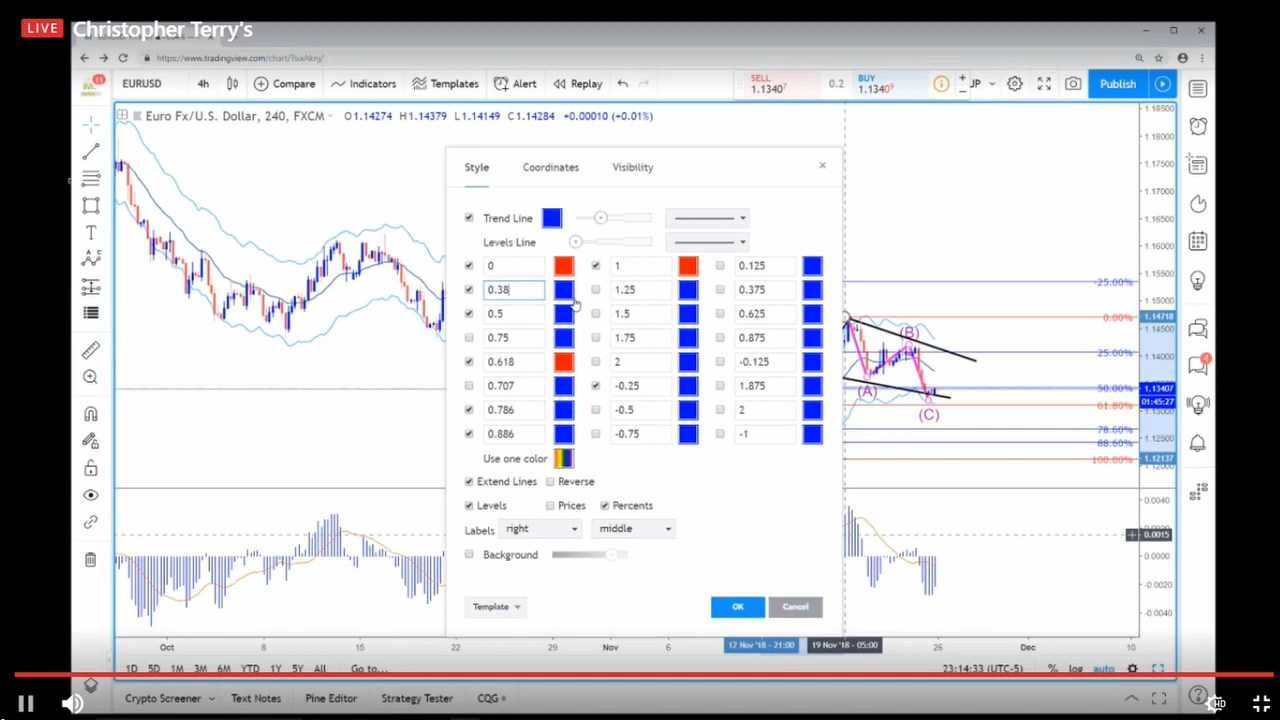 LIVE Christopher Terry's
https://www.tradingview.com/chart/TsxAknj/
EURUSD 4h Compare Indicators Templates Alert Replay
SELL 1.13407 0.2 BUY 1.13409 JP Publish
11
Euro Fx/U.S. Dollar, 240, FXCM O1.14274 H1.14379 L1.14149 C1.14284 +0.00010 (+0.01%)
Style Coordinates Visibility
Trend Line
Levels Line
0 1 0.125
0.38 1.25 0.375
0.5 1.5 0.625
0.75 1.75 0.875
0.618 2 -0.125
0.707 -0.25 1.875
0.786 -0.5 2
0.886 -0.75 -1
Use one color
Extend Lines Reverse
Levels Prices Percents
Labels right middle
Background
Template OK Cancel
(A)
(B)
(C)
-25.00%
0.00%
25.00%
50.00%
61.80%
78.60%
88.60%
100.00%
1.18500
1.18000
1.17500
1.17000
1.16500
1.16000
1.15500
1.15000
1.14718
1.14500
1.14000
1.13407
01:45:27
1.13000
1.12500
1.12137
1.12000
0.0040
0.0015
0.0000
-0.0020
-0.0040
4
Oct 8 15 22 29 Nov 6 12 Nov '18 - 21:00 19 Nov '18 - 05:00 26 Dec 10
1D 5D 1M 3M 6M YTD 1Y 5Y All Go to... 23:14:33 (UTC-5) % log auto
Crypto Screener Text Notes Pine Editor Strategy Tester CQG
HD